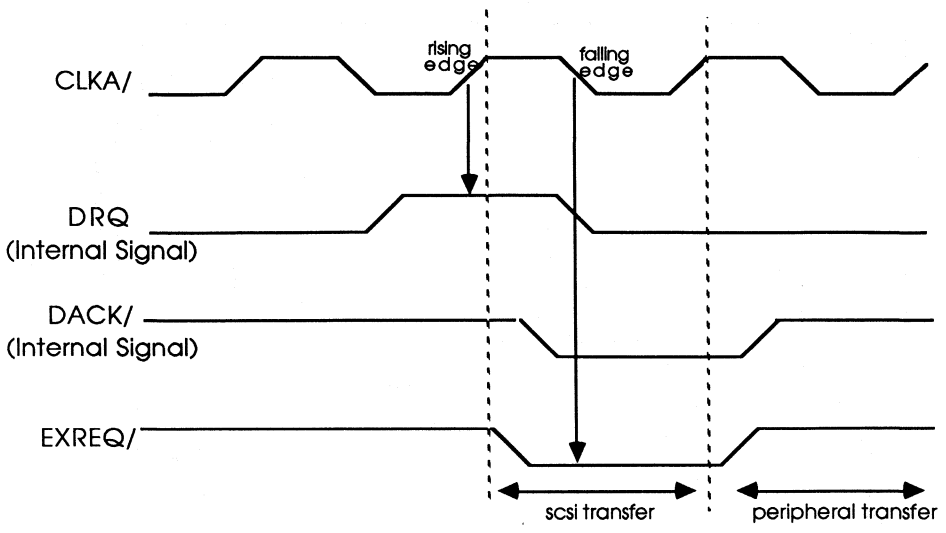 rising
edge
falling
edge
CLKA/
DRQ
(Internal Signal)
DACK/
(Internal Signal)
EXREQ/
scsi transfer
peripheral transfer